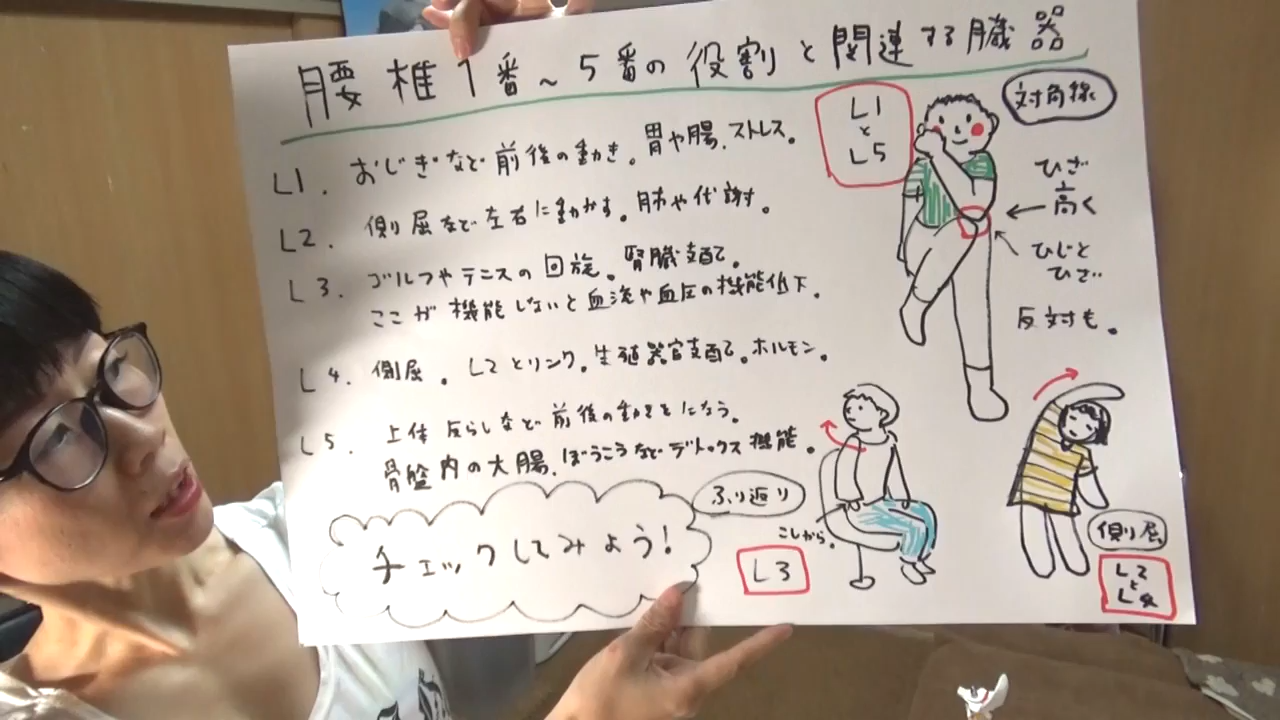 腰椎1番～5番の役割と関連する臓器
L1. おじぎなど前後の動き。胃や腸、ストレス。
L2. 側屈など左右に動かす。肺や代謝。
L3. ゴルフやテニスの回旋。腎臓支配。
ここが機能しないと血流や血圧の機能低下。
L4. 側屈。L2とリンク。生殖器官支配。ホルモン。
L5. 上体反らしなど前後の動きをになう。
骨盤内の大腸、ぼうこうなどデトックス機能。
チェックしてみよう!
L1
と
L5
対角線
ひざ
高く
ひじと
ひざ
反対も。
ふり返り
こしから。
L3
側屈
L2
と
L4